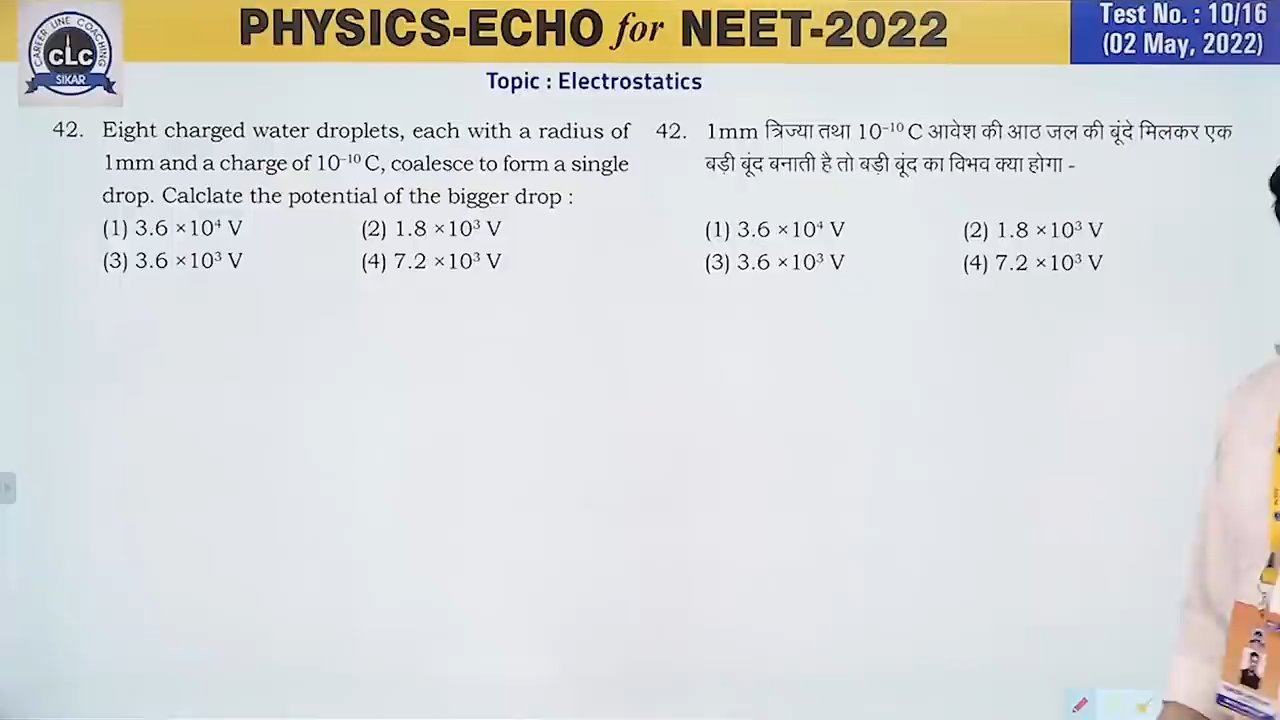 PHYSICS-ECHO for NEET-2022
Test No. : 10/16
(02 May, 2022)
CAREER LINE COACHING
CLC
SIKAR
Topic : Electrostatics
42. Eight charged water droplets, each with a radius of
1mm and a charge of 10⁻¹⁰ C, coalesce to form a single
drop. Calclate the potential of the bigger drop :
(1) 3.6 ×10⁴ V (2) 1.8 ×10³ V
(3) 3.6 ×10³ V (4) 7.2 ×10³ V
42. 1mm त्रिज्या तथा 10⁻¹⁰ C आवेश की आठ जल की बूंदे मिलकर एक
बड़ी बूंद बनाती है तो बड़ी बूंद का विभव क्या होगा -
(1) 3.6 ×10⁴ V (2) 1.8 ×10³ V
(3) 3.6 ×10³ V (4) 7.2 ×10³ V